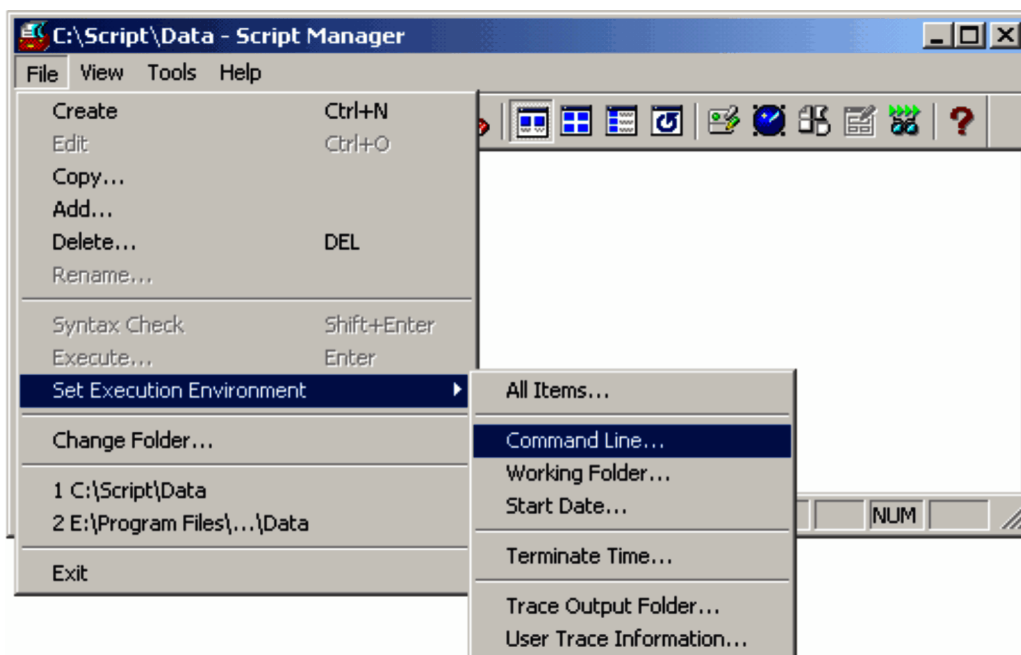 C:\Script\Data - Script Manager
File View Tools Help
Create Ctrl+N
Edit Ctrl+O
Copy...
Add...
Delete... DEL
Rename...
Syntax Check Shift+Enter
Execute... Enter
Set Execution Environment
Change Folder...
1 C:\Script\Data
2 E:\Program Files\...\Data
Exit
All Items...
Command Line...
Working Folder...
Start Date...
Terminate Time...
Trace Output Folder...
User Trace Information...
NUM